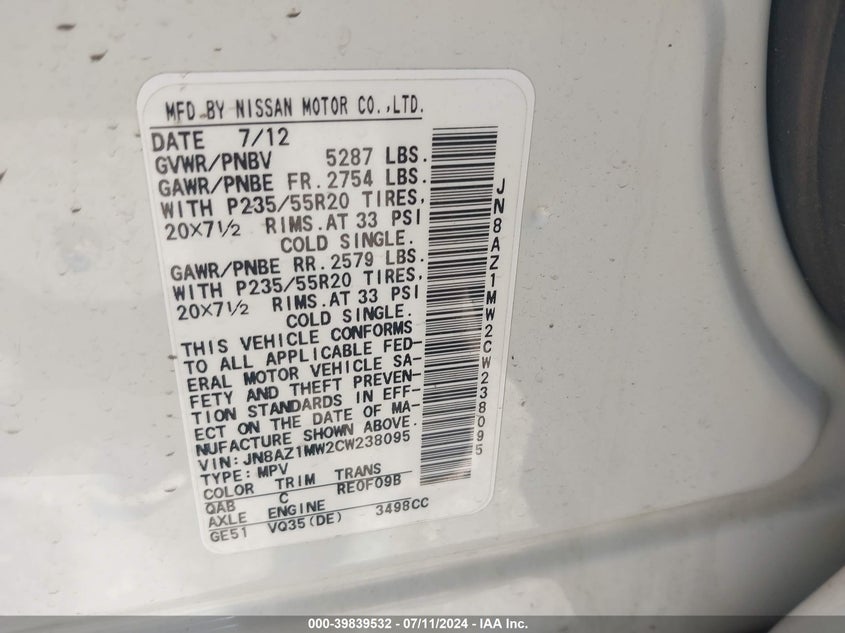 MFD BY NISSAN MOTOR CO.,LTD.
DATE 7/12
GVWR/PNBV 5287 LBS.
GAWR/PNBE FR. 2754 LBS.
WITH P235/55R20 TIRES,
20X7½ RIMS.AT 33 PSI
COLD SINGLE.
GAWR/PNBE RR. 2579 LBS.
WITH P235/55R20 TIRES,
20X7½ RIMS.AT 33 PSI
COLD SINGLE.
THIS VEHICLE CONFORMS
TO ALL APPLICABLE FED-
ERAL MOTOR VEHICLE SA-
FETY AND THEFT PREVEN-
TION STANDARDS IN EFF-
ECT ON THE DATE OF MA-
NUFACTURE SHOWN ABOVE.
VIN: JN8AZ1MW2CW238095
TYPE: MPV
COLOR TRIM TRANS
QAB C RE0F09B
AXLE ENGINE
GE51 VQ35(DE) 3498CC
JN8AZ1MW2CW238095
000-39839532 - 07/11/2024 - IAA Inc.